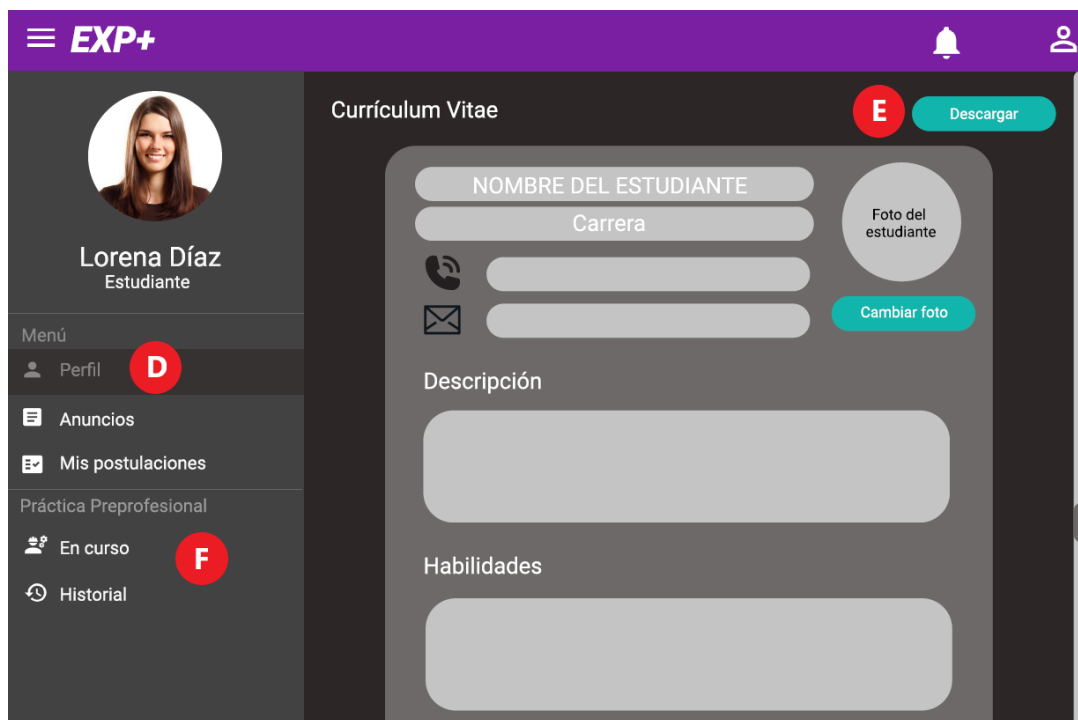 EXP+
Lorena Díaz
Estudiante
Menú
Perfil
D
Anuncios
Mis postulaciones
Práctica Preprofesional
En curso
F
Historial
Currículum Vitae
E
Descargar
NOMBRE DEL ESTUDIANTE
Carrera
Foto del
estudiante
Cambiar foto
Descripción
Habilidades